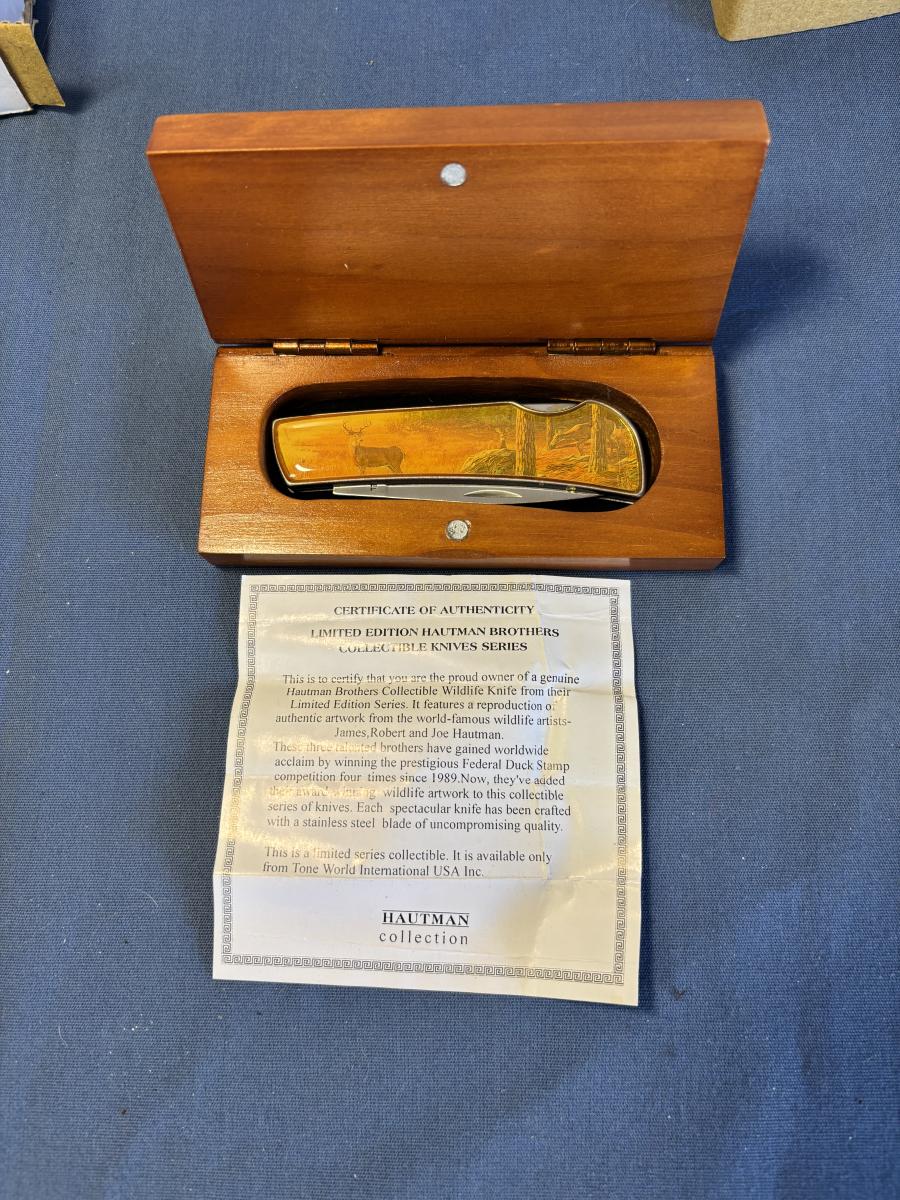 CERTIFICATE OF AUTHENTICITY
LIMITED EDITION HAUTMAN BROTHERS
COLLECTIBLE KNIVES SERIES
This is to certify that you are the proud owner of a genuine
Hautman Brothers Collectible Wildlife Knife from their
Limited Edition Series. It features a reproduction of
authentic artwork from the world-famous wildlife artists-
James,Robert and Joe Hautman.
These three talented brothers have gained worldwide
acclaim by winning the prestigious Federal Duck Stamp
competition four times since 1989.Now, they've added
their award-winning wildlife artwork to this collectible
series of knives. Each spectacular knife has been crafted
with a stainless steel blade of uncompromising quality.
This is a limited series collectible. It is available only
from Tone World International USA Inc.
HAUTMAN
collection